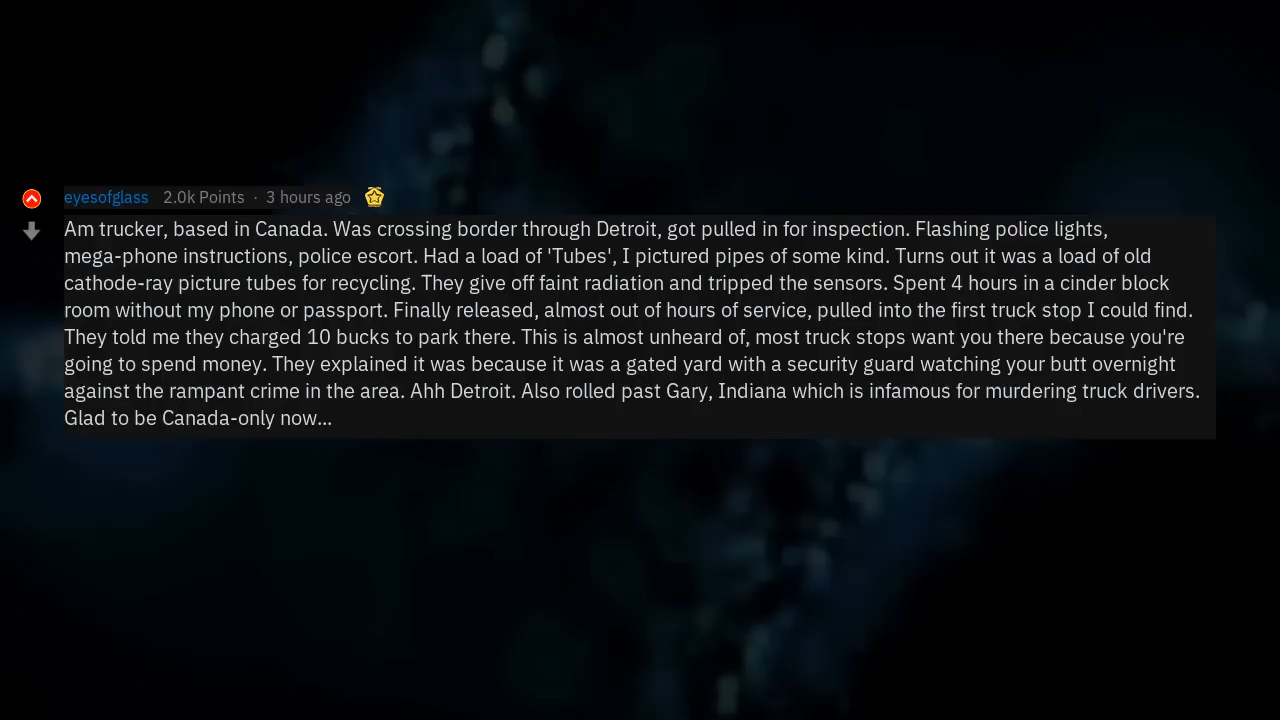 eyesofglass 2.0k Points · 3 hours ago
Am trucker, based in Canada. Was crossing border through Detroit, got pulled in for inspection. Flashing police lights,
mega-phone instructions, police escort. Had a load of 'Tubes', I pictured pipes of some kind. Turns out it was a load of old
cathode-ray picture tubes for recycling. They give off faint radiation and tripped the sensors. Spent 4 hours in a cinder block
room without my phone or passport. Finally released, almost out of hours of service, pulled into the first truck stop I could find.
They told me they charged 10 bucks to park there. This is almost unheard of, most truck stops want you there because you're
going to spend money. They explained it was because it was a gated yard with a security guard watching your butt overnight
against the rampant crime in the area. Ahh Detroit. Also rolled past Gary, Indiana which is infamous for murdering truck drivers.
Glad to be Canada-only now...